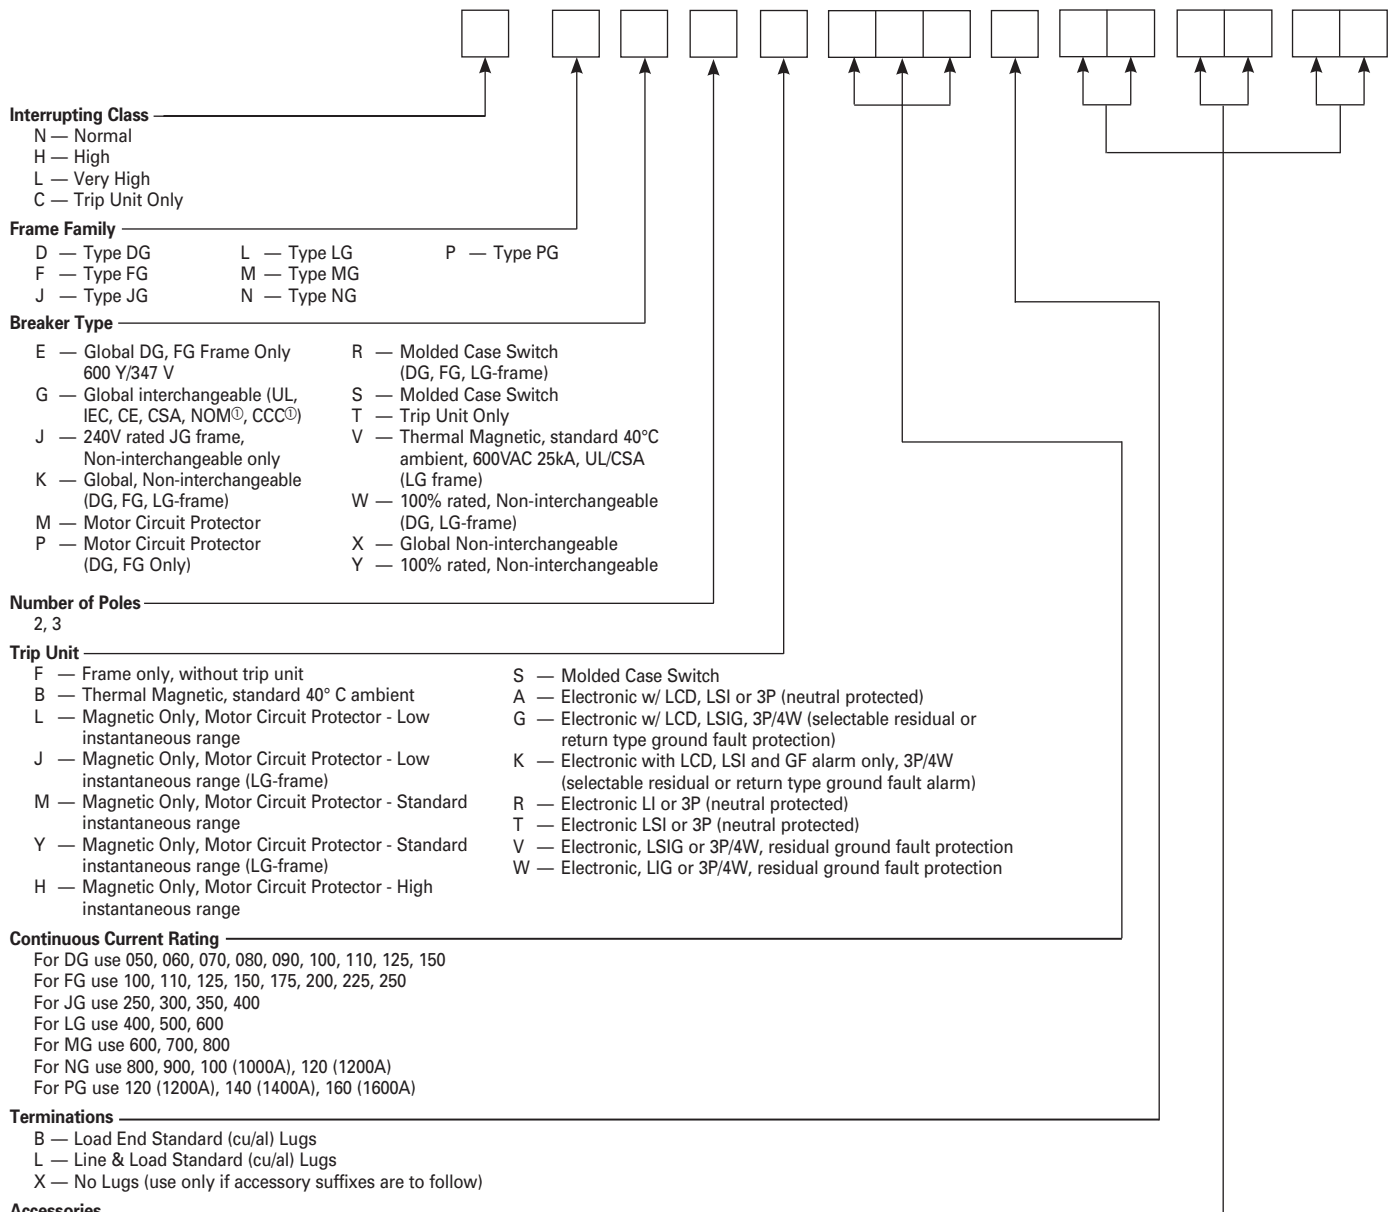 Interrupting Class
N — Normal
H — High
L — Very High
C — Trip Unit Only
Frame Family
D — Type DG
F — Type FG
J — Type JG
L — Type LG
M — Type MG
N — Type NG
P — Type PG
Breaker Type
E — Global DG, FG Frame Only
600 Y/347 V
G — Global interchangeable (UL,
IEC, CE, CSA, NOM①, CCC①)
J — 240V rated JG frame,
Non-interchangeable only
K — Global, Non-interchangeable
(DG, FG, LG-frame)
M — Motor Circuit Protector
P — Motor Circuit Protector
(DG, FG Only)
R — Molded Case Switch
(DG, FG, LG-frame)
S — Molded Case Switch
T — Trip Unit Only
V — Thermal Magnetic, standard 40°C
ambient, 600VAC 25kA, UL/CSA
(LG frame)
W — 100% rated, Non-interchangeable
(DG, LG-frame)
X — Global Non-interchangeable
Y — 100% rated, Non-interchangeable
Number of Poles
2, 3
Trip Unit
F — Frame only, without trip unit
B — Thermal Magnetic, standard 40° C ambient
L — Magnetic Only, Motor Circuit Protector - Low
instantaneous range
J — Magnetic Only, Motor Circuit Protector - Low
instantaneous range (LG-frame)
M — Magnetic Only, Motor Circuit Protector - Standard
instantaneous range
Y — Magnetic Only, Motor Circuit Protector - Standard
instantaneous range (LG-frame)
H — Magnetic Only, Motor Circuit Protector - High
instantaneous range
S — Molded Case Switch
A — Electronic w/ LCD, LSI or 3P (neutral protected)
G — Electronic w/ LCD, LSIG, 3P/4W (selectable residual or
return type ground fault protection)
K — Electronic with LCD, LSI and GF alarm only, 3P/4W
(selectable residual or return type ground fault alarm)
R — Electronic LI or 3P (neutral protected)
T — Electronic LSI or 3P (neutral protected)
V — Electronic, LSIG or 3P/4W, residual ground fault protection
W — Electronic, LIG or 3P/4W, residual ground fault protection
Continuous Current Rating
For DG use 050, 060, 070, 080, 090, 100, 110, 125, 150
For FG use 100, 110, 125, 150, 175, 200, 225, 250
For JG use 250, 300, 350, 400
For LG use 400, 500, 600
For MG use 600, 700, 800
For NG use 800, 900, 100 (1000A), 120 (1200A)
For PG use 120 (1200A), 140 (1400A), 160 (1600A)
Terminations
B — Load End Standard (cu/al) Lugs
L — Line & Load Standard (cu/al) Lugs
X — No Lugs (use only if accessory suffixes are to follow)
Accessories